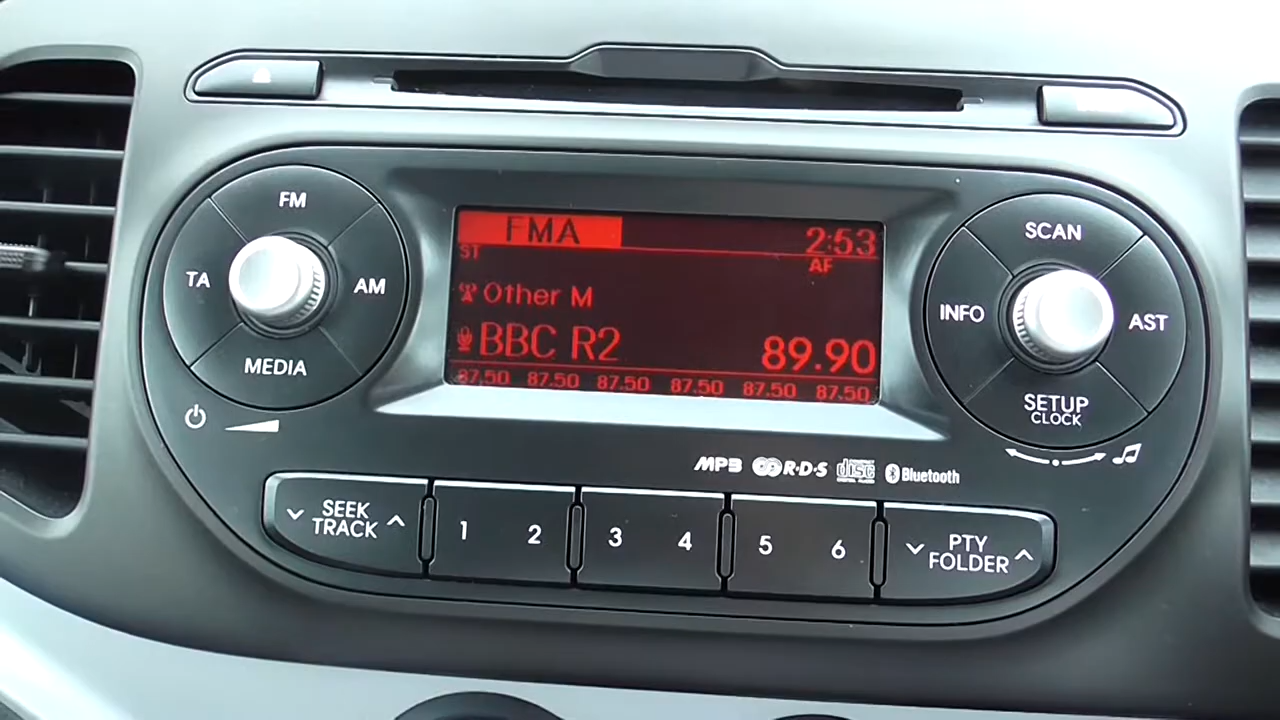 FM
TA
AM
MEDIA
FMA 2:53
ST AF
Other M
BBC R2 89.90
87.50 87.50 87.50 87.50 87.50 87.50
SCAN
INFO
AST
SETUP
CLOCK
MP3 R·D·S disc Bluetooth
SEEK
TRACK
1 2 3 4 5 6
PTY
FOLDER